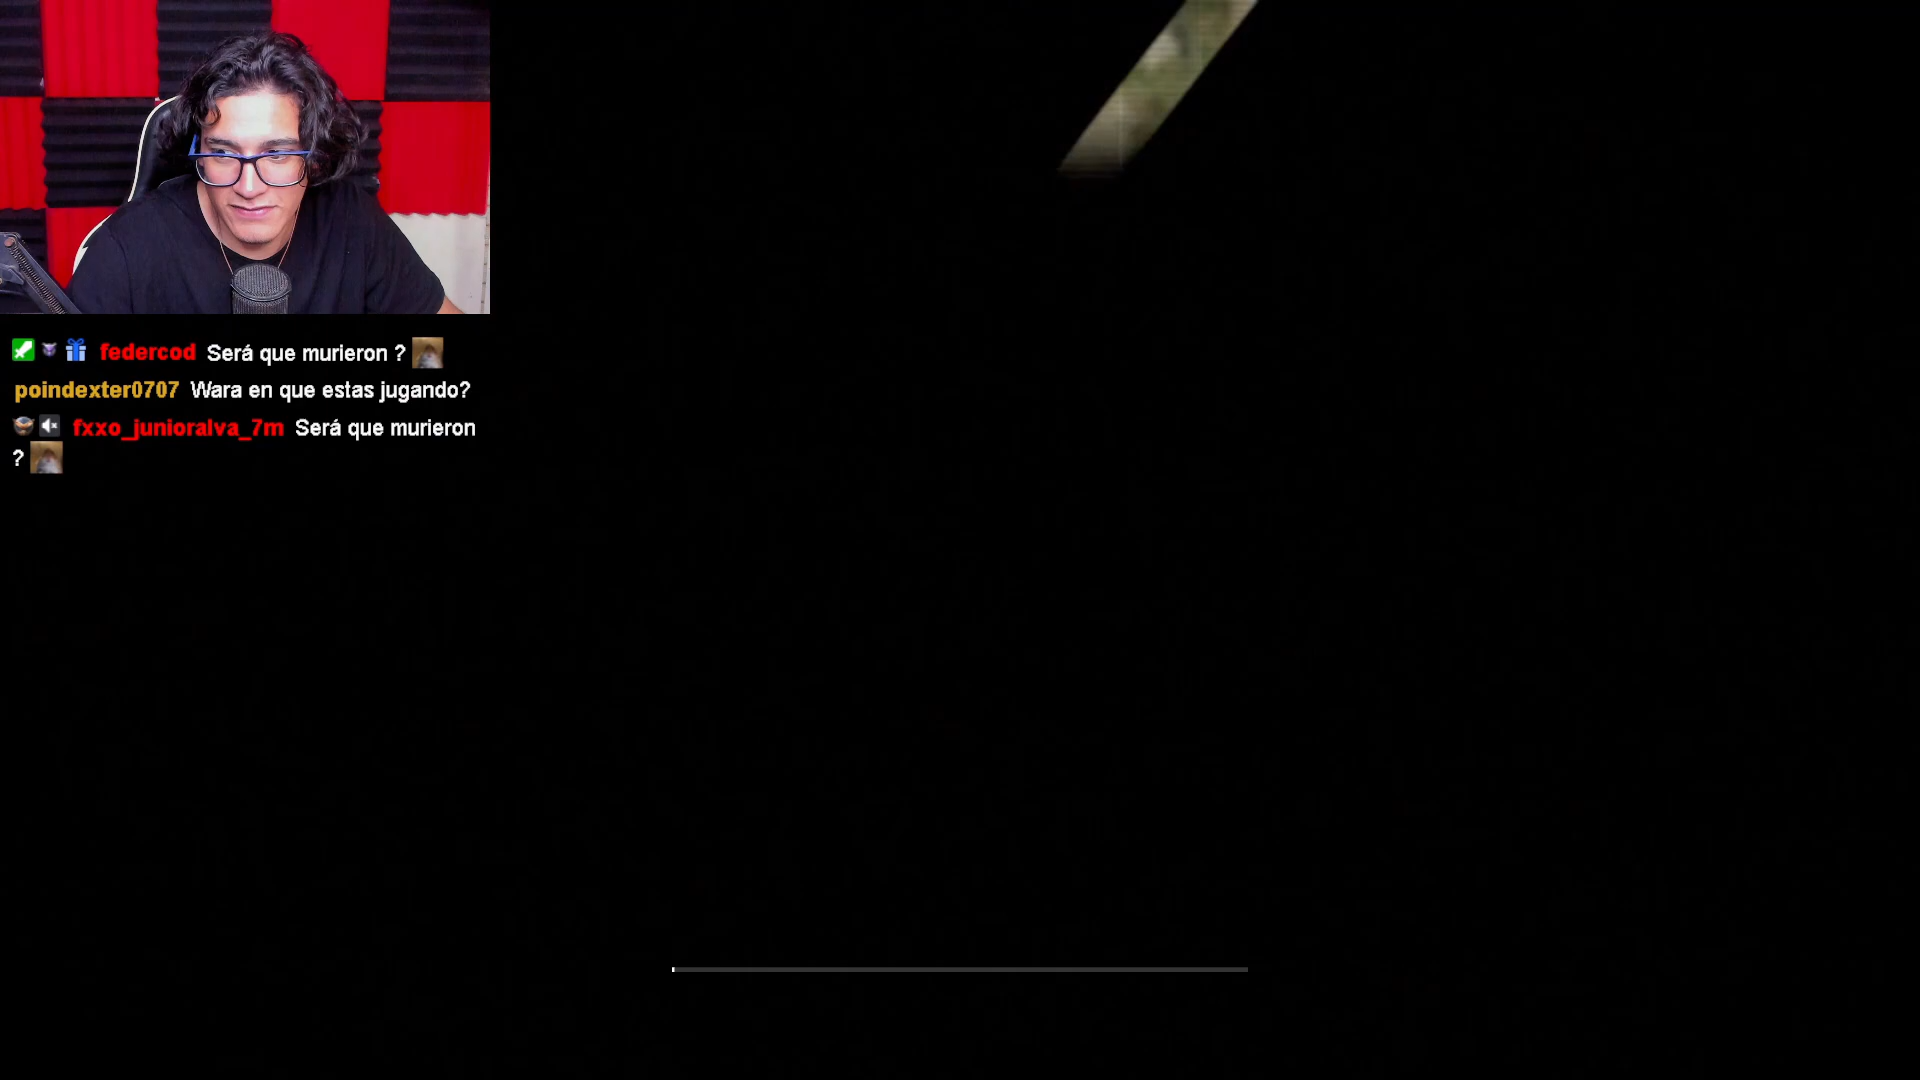 federcod Será que murieron ?
poindexter0707 Wara en que estas jugando?
fxxo_junioralva_7m Será que murieron
?